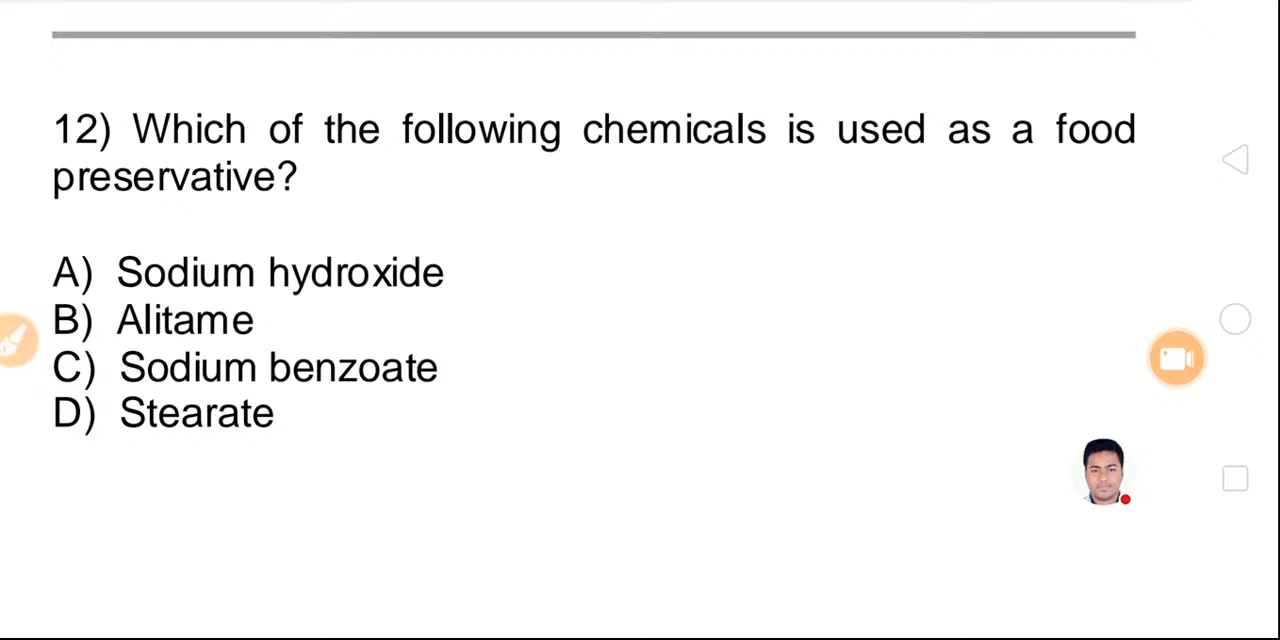 12) Which of the following chemicals is used as a food
preservative?
A) Sodium hydroxide
B) Alitame
C) Sodium benzoate
D) Stearate